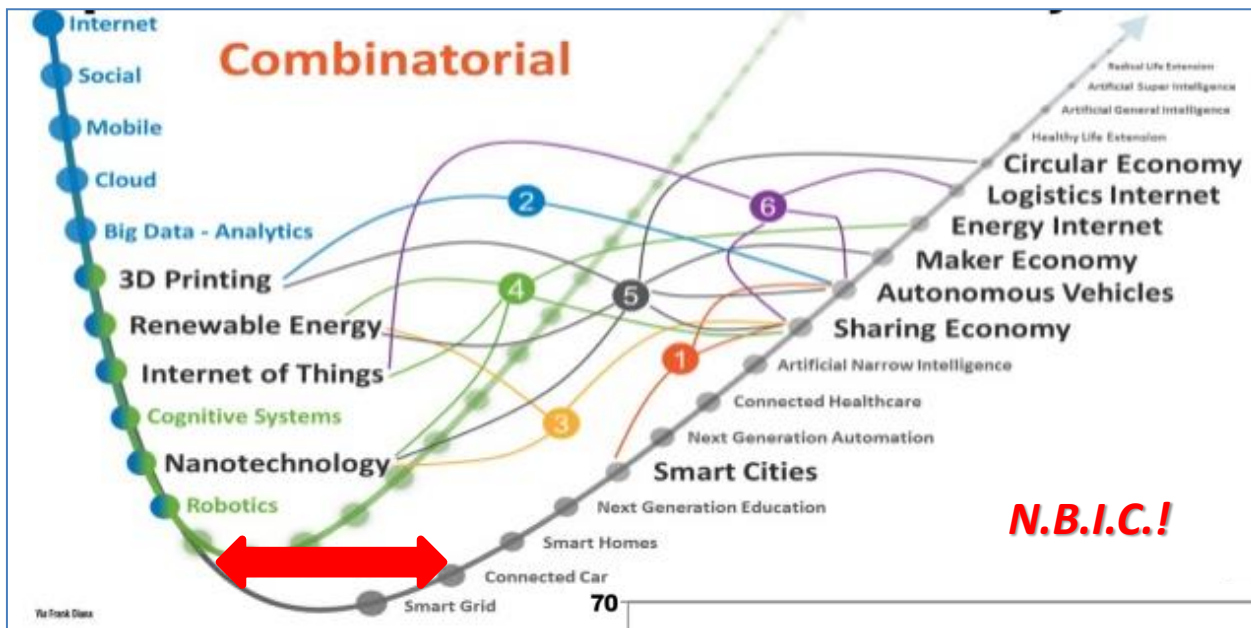 Combinatorial
Internet
Social
Mobile
Cloud
Big Data - Analytics
3D Printing
Renewable Energy
Internet of Things
Cognitive Systems
Nanotechnology
Robotics
2
6
4
5
1
3
Radical Life Extension
Artificial Super Intelligence
Artificial General Intelligence
Healthy Life Extension
Circular Economy
Logistics Internet
Energy Internet
Maker Economy
Autonomous Vehicles
Sharing Economy
Artificial Narrow Intelligence
Connected Healthcare
Next Generation Automation
Smart Cities
Next Generation Education
Smart Homes
Connected Car
Smart Grid
N.B.I.C.!
Via Frank Diana
70